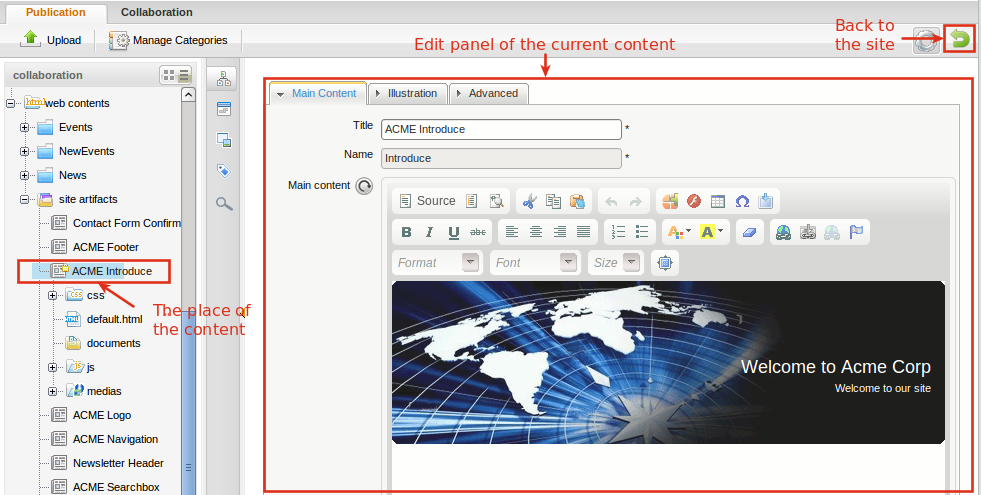 Publication
Collaboration
Upload
Manage Categories
Edit panel of the current content
Back to
the site
collaboration
web contents
Events
NewEvents
News
site artifacts
Contact Form Confirm
ACME Footer
ACME Introduce
The place of
the content
css
default.html
documents
js
medias
ACME Logo
ACME Navigation
Newsletter Header
ACME Searchbox
Main Content
Illustration
Advanced
Title
ACME Introduce
*
Name
Introduce
*
Main content
Source
B I U abc
A A
Format
Font
Size
Welcome to Acme Corp
Welcome to our site